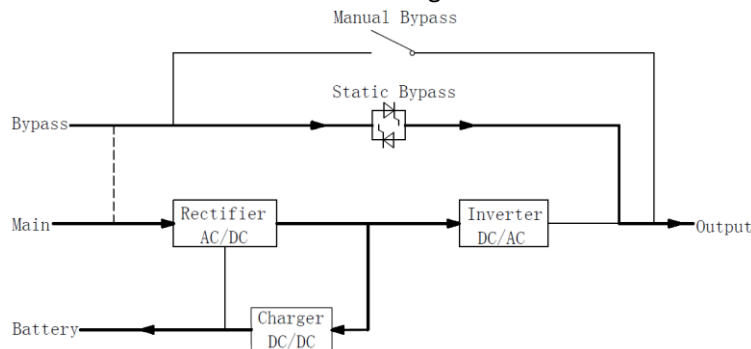 Manual Bypass
Static Bypass
Bypass
Main
Rectifier
AC/DC
Inverter
DC/AC
Output
Battery
Charger
DC/DC